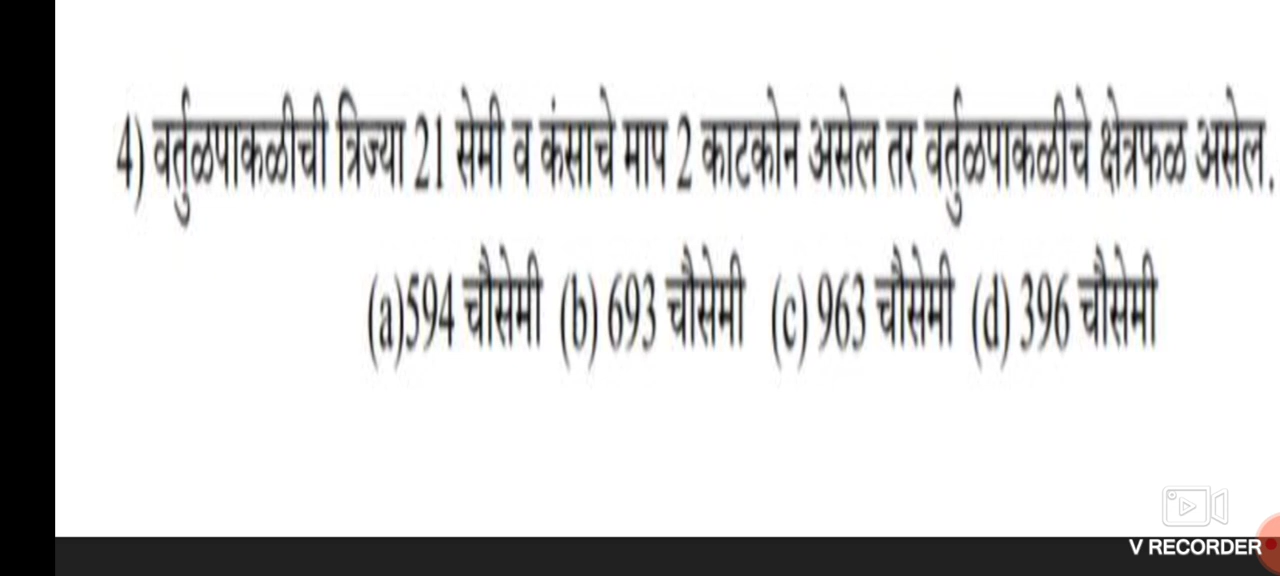 4) वर्तुळपाकळीची त्रिज्या 21 सेमी व कंसाचे माप 2 काटकोन असेल तर वर्तुळपाकळीचे क्षेत्रफळ असेल.
(a)594 चौसेमी (b) 693 चौसेमी (c) 963 चौसेमी (d) 396 चौसेमी
V RECORDER